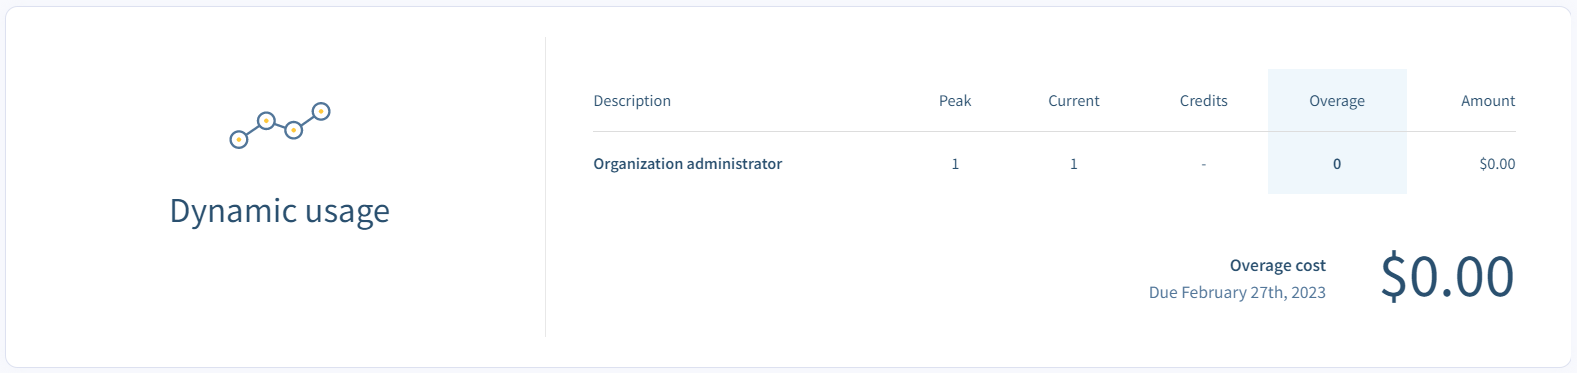 Dynamic usage
Description Peak Current Credits Overage Amount
Organization administrator 1 1 - 0 $0.00
Overage cost
Due February 27th, 2023
$0.00